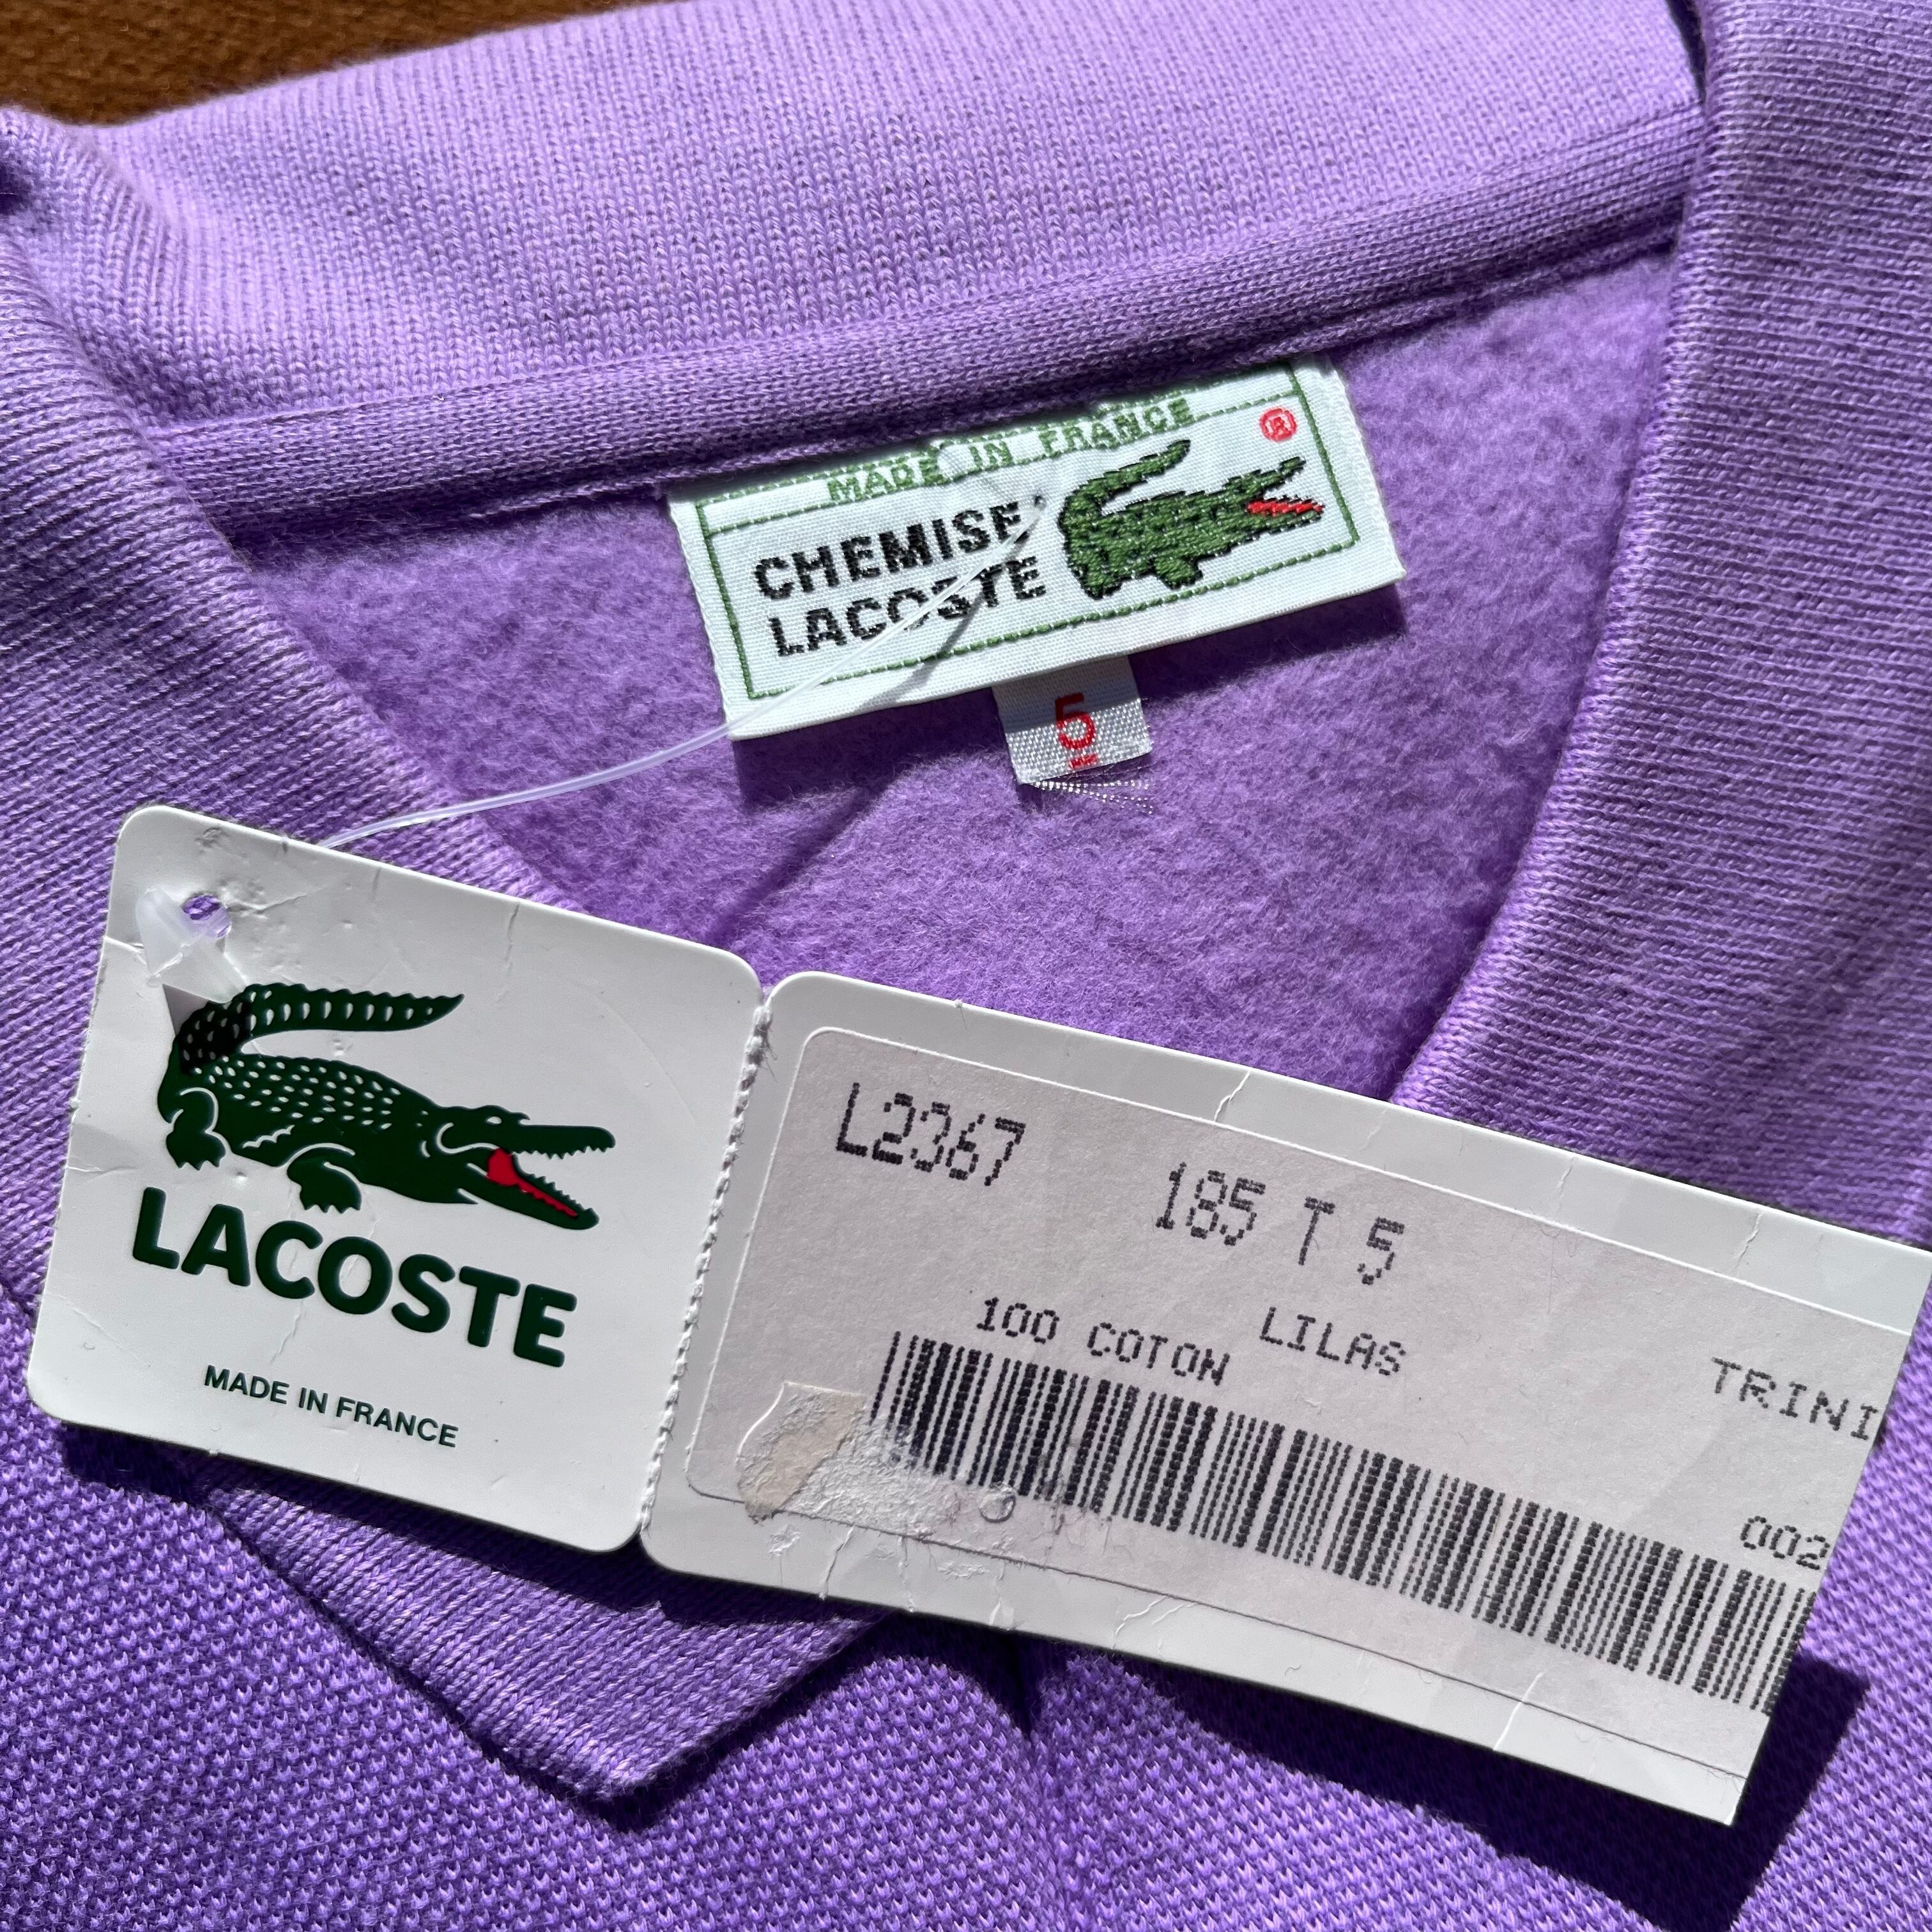 MADE IN FRANCE
®
CHEMISE
LACOSTE
5
LACOSTE
MADE IN FRANCE
L2367
185 T 5
100 COTON
LILAS
TRINI
002